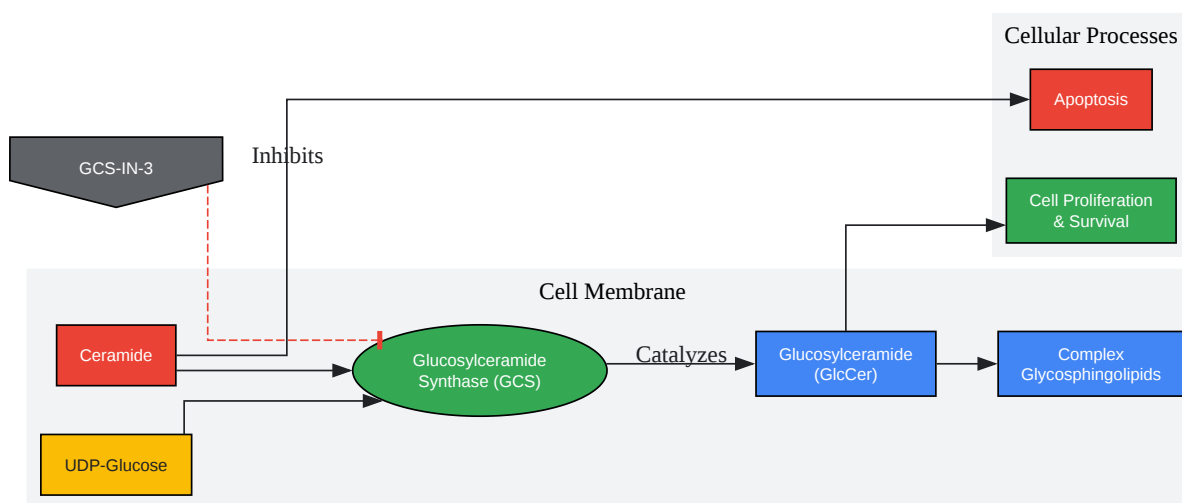 Cellular Processes
Apoptosis
GCS-IN-3
Inhibits
Cell Proliferation
& Survival
Cell Membrane
Ceramide
Glucosylceramide
Synthase (GCS)
Catalyzes
Glucosylceramide
(GlcCer)
Complex
Glycosphingolipids
UDP-Glucose